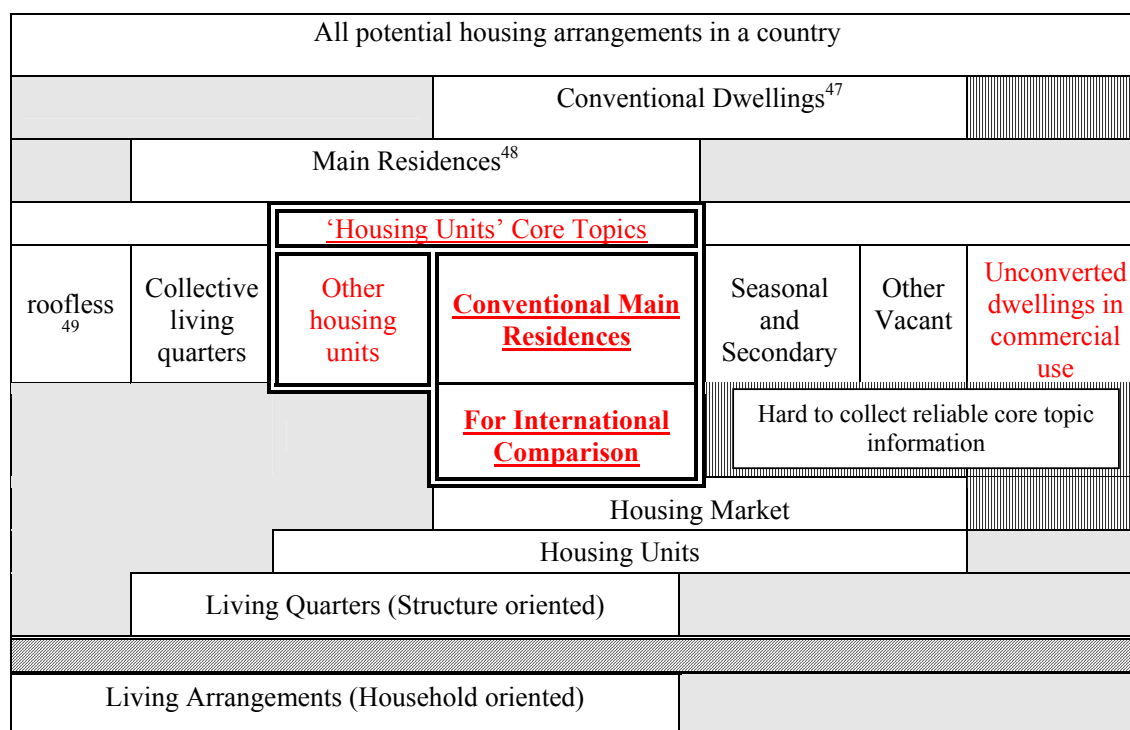 All potential housing arrangements in a country
Conventional Dwellings47
Main Residences48
‘Housing Units’ Core Topics
roofless
49
Collective
living
quarters
Other
housing
units
Conventional Main
Residences
Seasonal
and
Secondary
Other
Vacant
Unconverted
dwellings in
commercial
use
For International
Comparison
Hard to collect reliable core topic
information
Housing Market
Housing Units
Living Quarters (Structure oriented)
Living Arrangements (Household oriented)